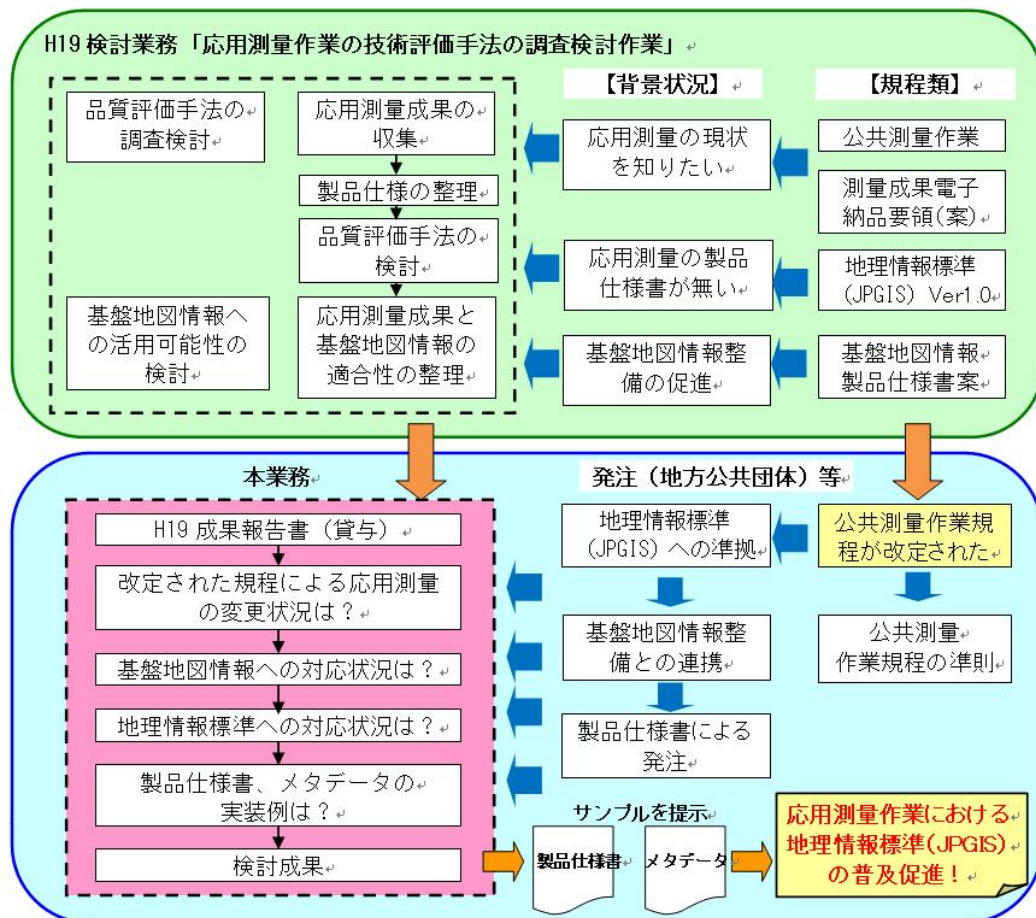 H19 検討業務「応用測量作業の技術評価手法の調査検討作業」
【背景状況】
【規程類】
品質評価手法の
調査検討
応用測量成果の
収集
製品仕様の整理
品質評価手法の
検討
基盤地図情報へ
の活用可能性の
検討
応用測量成果と
基盤地図情報の
適合性の整理
応用測量の現状
を知りたい
応用測量の製品
仕様書が無い
基盤地図情報整
備の促進
公共測量作業
測量成果電子
納品要領(案)
地理情報標準
(JPGIS) Ver1.0
基盤地図情報
製品仕様書案
本業務
発注（地方公共団体）等
H19 成果報告書（貸与）
改定された規程による応用測量
の変更状況は？
基盤地図情報への対応状況は？
地理情報標準への対応状況は？
製品仕様書、メタデータの
実装例は？
検討成果
地理情報標準
(JPGIS) への準拠
基盤地図情報整
備との連携
製品仕様書による
発注
公共測量作業規
程が改定された
公共測量
作業規程の準則
サンプルを提示
製品仕様書
メタデータ
応用測量作業における
地理情報標準(JPGIS)
の普及促進！